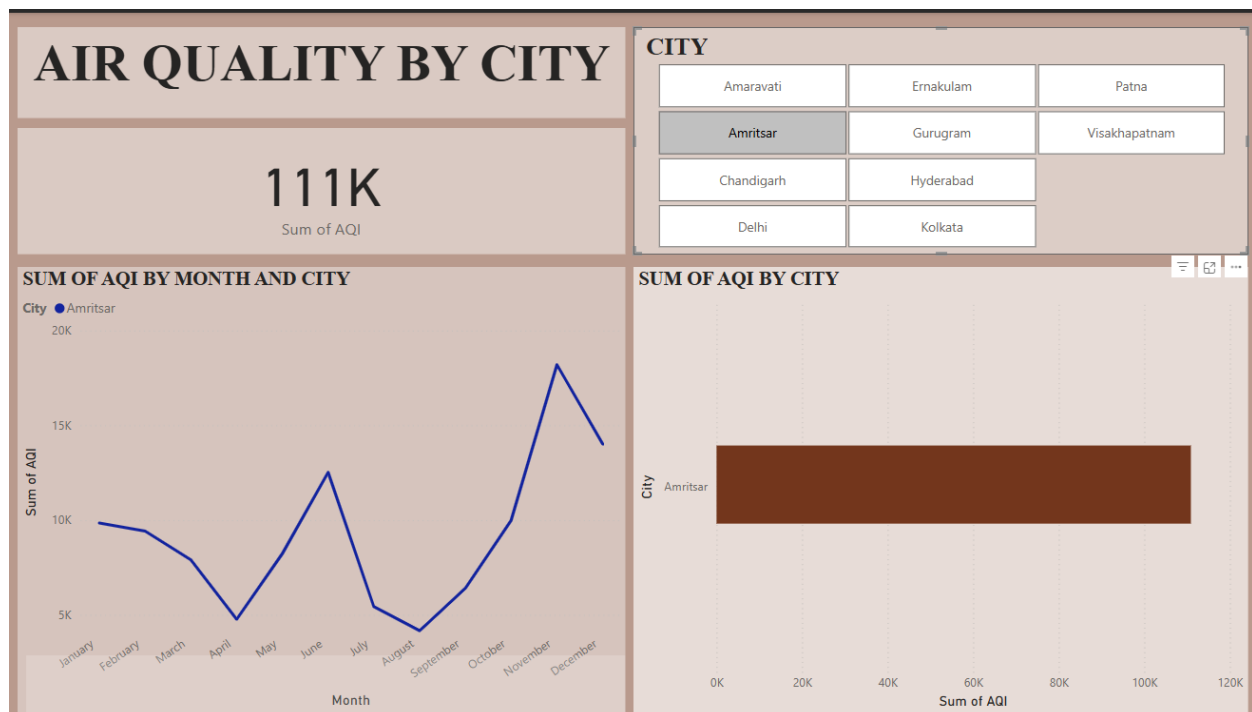 AIR QUALITY BY CITY
111K
Sum of AQI
CITY
Amaravati Ernakulam Patna
Amritsar Gurugram Visakhapatnam
Chandigarh Hyderabad
Delhi Kolkata
SUM OF AQI BY MONTH AND CITY
City Amritsar
20K
15K
10K
5K
Sum of AQI
January February March April May June July August September October November December
Month
SUM OF AQI BY CITY
City
Amritsar
0K 20K 40K 60K 80K 100K 120K
Sum of AQI